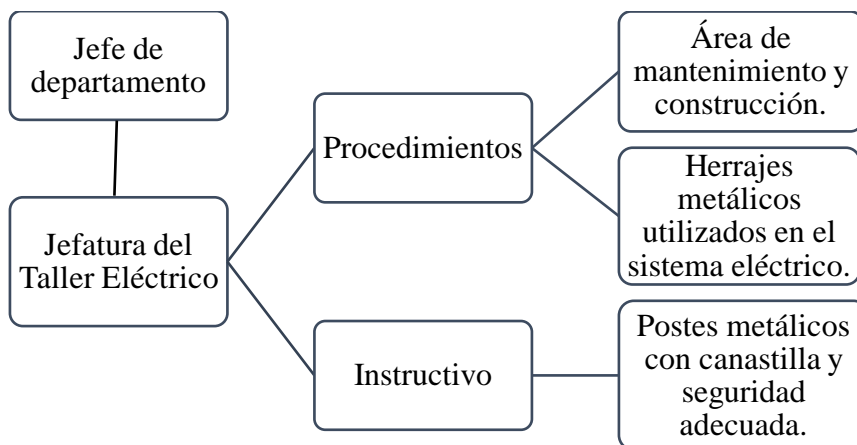 Jefe de
departamento
Jefatura del
Taller Eléctrico
Procedimientos
Área de
mantenimiento y
construcción.
Herrajes
metálicos
utilizados en el
sistema eléctrico.
Instructivo
Postes metálicos
con canastilla y
seguridad
adecuada.